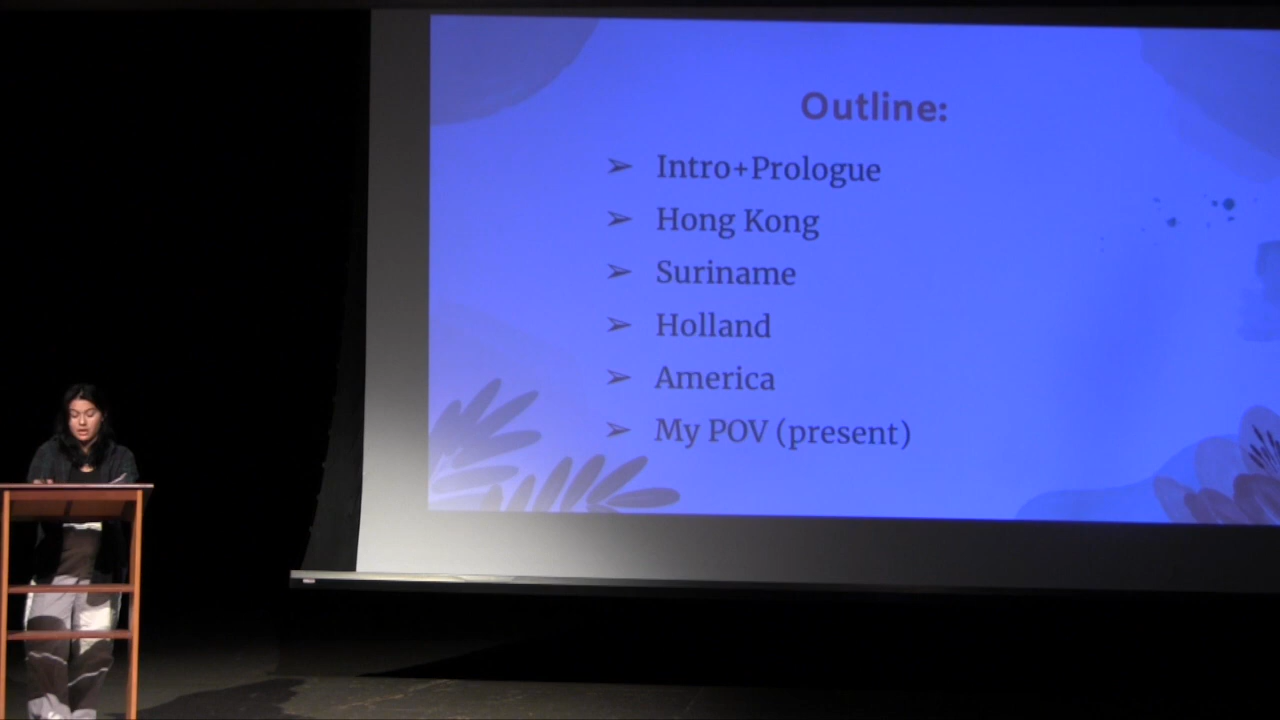 Outline:
➢ Intro+Prologue
➢ Hong Kong
➢ Suriname
➢ Holland
➢ America
➢ My POV (present)